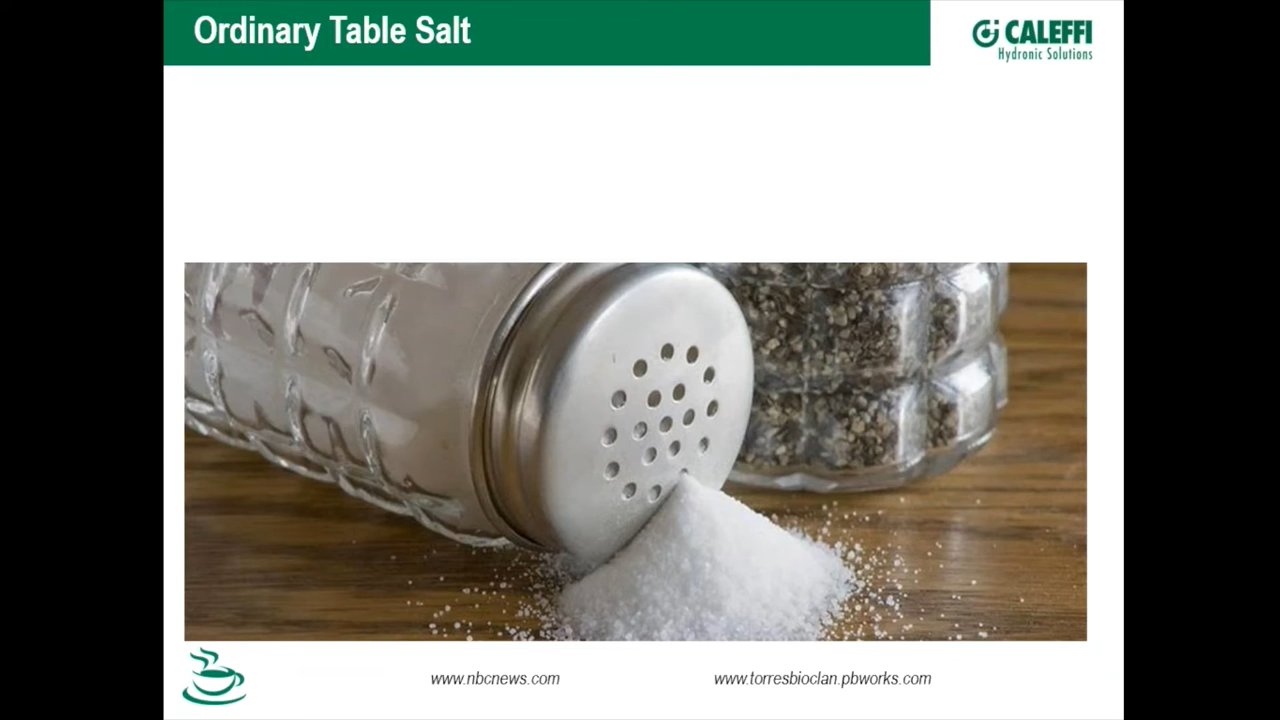 Ordinary Table Salt
CALEFFI
Hydronic Solutions
www.nbcnews.com
www.torresbioclan.pbworks.com